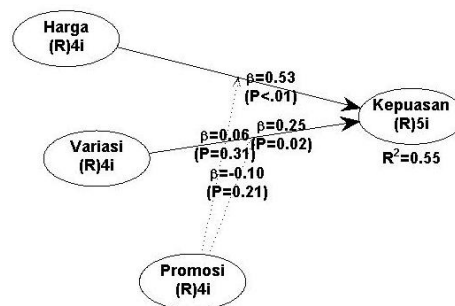 Harga
(R)4i
β=0.53
(P<.01)
Kepuasan
(R)5i
R²=0.55
β=0.06
(P=0.31)
β=0.25
(P=0.02)
Variasi
(R)4i
β=-0.10
(P=0.21)
Promosi
(R)4i